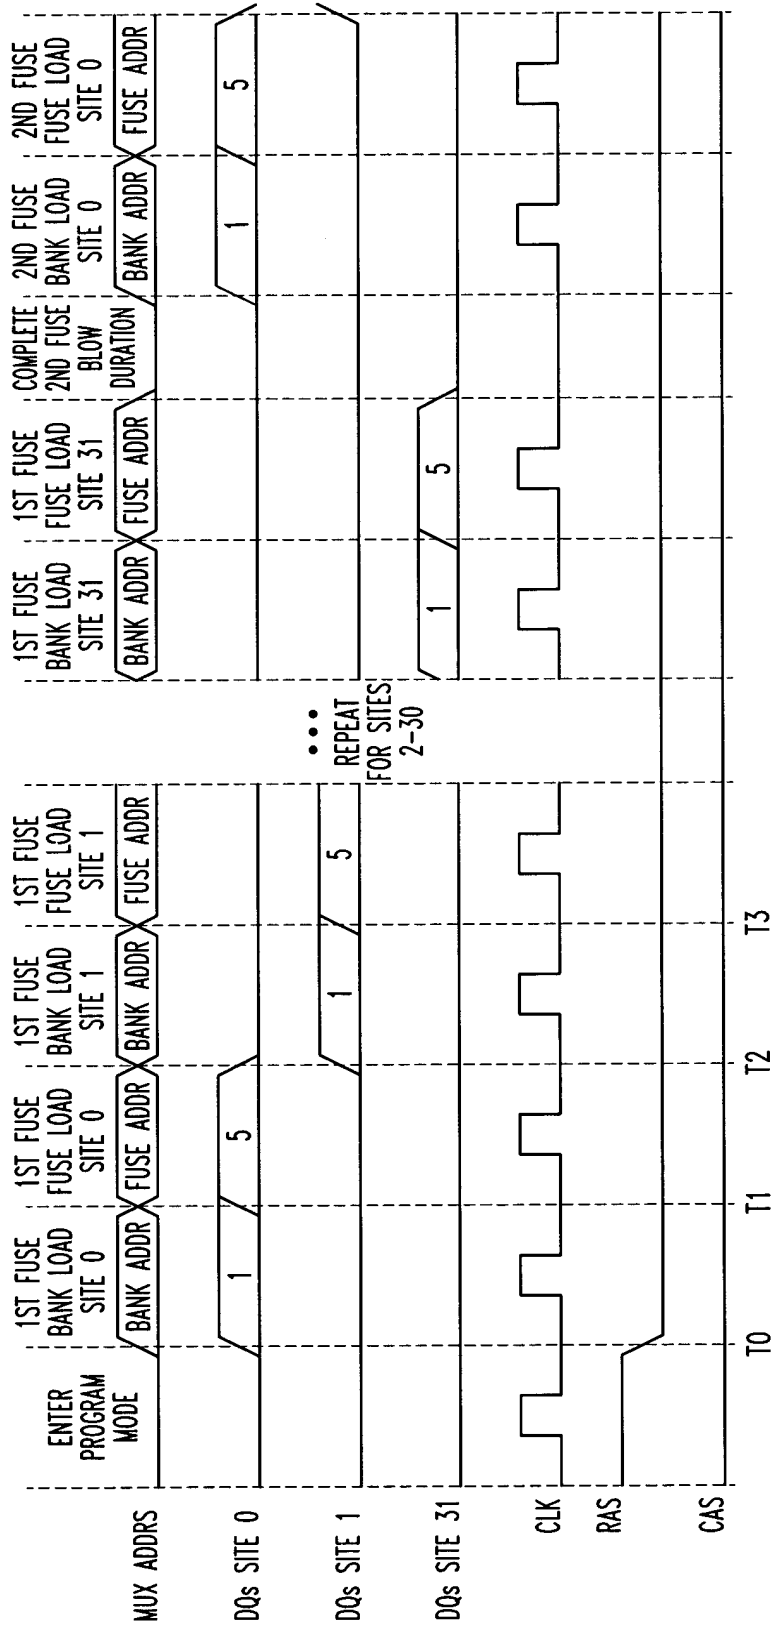 ENTER
PROGRAM
MODE
1ST FUSE
BANK LOAD
SITE 0
1ST FUSE
FUSE LOAD
SITE 0
1ST FUSE
BANK LOAD
SITE 1
1ST FUSE
FUSE LOAD
SITE 1
1ST FUSE
BANK LOAD
SITE 31
1ST FUSE
FUSE LOAD
SITE 31
COMPLETE
2ND FUSE
BLOW
DURATION
2ND FUSE
BANK LOAD
SITE 0
2ND FUSE
FUSE LOAD
SITE 0
MUX ADDRS
BANK ADDR
FUSE ADDR
BANK ADDR
FUSE ADDR
BANK ADDR
FUSE ADDR
BANK ADDR
FUSE ADDR
DQs SITE 0
1
5
1
5
DQs SITE 1
1
5
•••
REPEAT
FOR SITES
2-30
DQs SITE 31
1
5
CLK
RAS
CAS
T0
T1
T2
T3